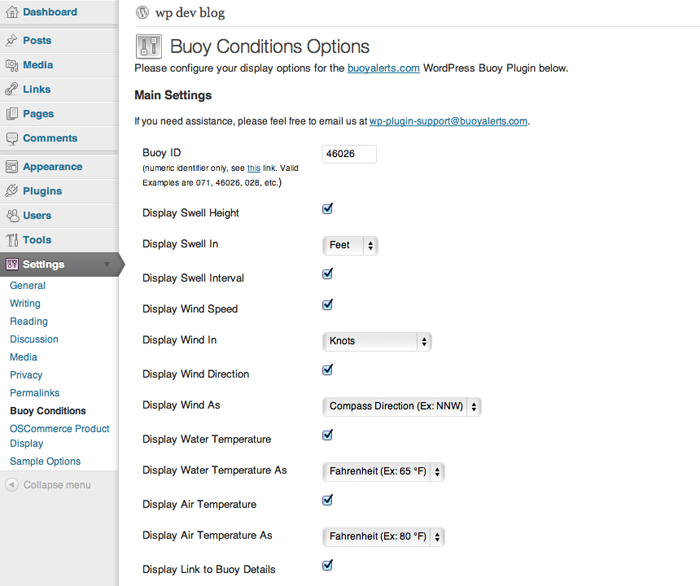 Dashboard
Posts
Media
Links
Pages
Comments
Appearance
Plugins
Users
Tools
Settings
General
Writing
Reading
Discussion
Media
Privacy
Permalinks
Buoy Conditions
OSCommerce Product
Display
Sample Options
Collapse menu
wp dev blog
Buoy Conditions Options
Please configure your display options for the buoyalerts.com WordPress Buoy Plugin below.
Main Settings
If you need assistance, please feel free to email us at wp-plugin-support@buoyalerts.com.
Buoy ID 46026
(numeric identifier only, see this link. Valid
Examples are 071, 46026, 028, etc.)
Display Swell Height
Display Swell In Feet
Display Swell Interval
Display Wind Speed
Display Wind In Knots
Display Wind Direction
Display Wind As Compass Direction (Ex: NNW)
Display Water Temperature
Display Water Temperature As Fahrenheit (Ex: 65 °F)
Display Air Temperature
Display Air Temperature As Fahrenheit (Ex: 80 °F)
Display Link to Buoy Details